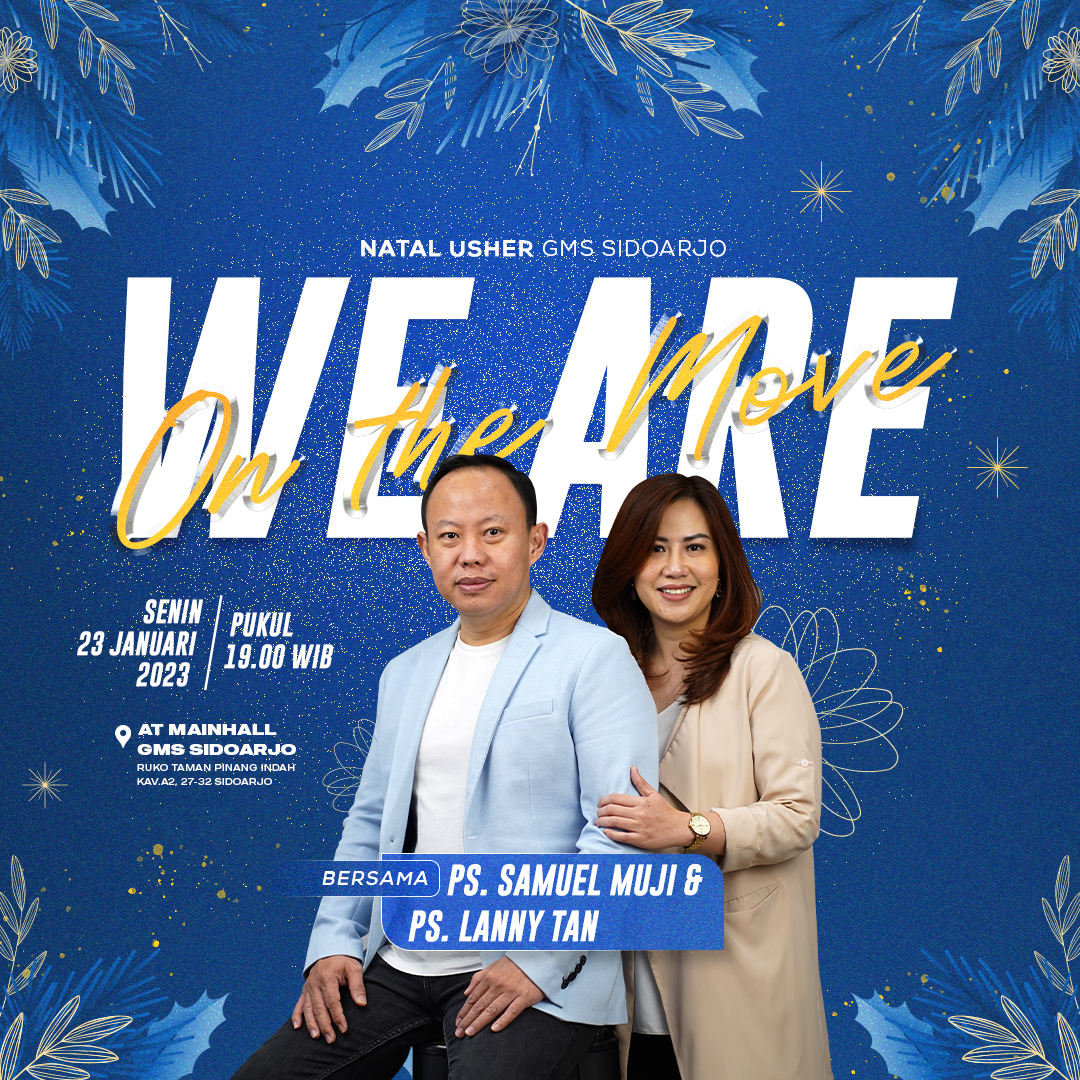 NATAL USHER GMS SIDOARJO
WE ARE
On the Move
SENIN
23 JANUARI
2023
PUKUL
19.00 WIB
AT MAINHALL
GMS SIDOARJO
RUKO TAMAN PINANG INDAH
KAV.A2, 27-32 SIDOARJO
BERSAMA PS. SAMUEL MUJI &
PS. LANNY TAN